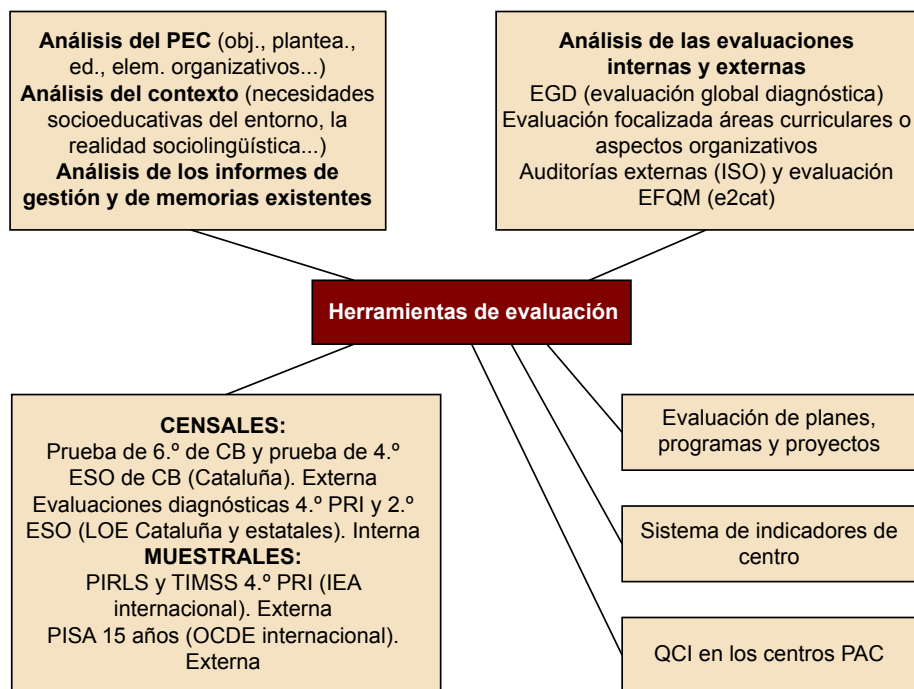 Análisis del PEC (obj., plantea.,
ed., elem. organizativos...)
Análisis del contexto (necesidades
socioeducativas del entorno, la
realidad sociolingüística...)
Análisis de los informes de
gestión y de memorias existentes
Análisis de las evaluaciones
internas y externas
EGD (evaluación global diagnóstica)
Evaluación focalizada áreas curriculares o
aspectos organizativos
Auditorías externas (ISO) y evaluación
EFQM (e2cat)
Herramientas de evaluación
CENSALES:
Prueba de 6.º de CB y prueba de 4.º
ESO de CB (Cataluña). Externa
Evaluaciones diagnósticas 4.º PRI y 2.º
ESO (LOE Cataluña y estatales). Interna
MUESTRALES:
PIRLS y TIMSS 4.º PRI (IEA
internacional). Externa
PISA 15 años (OCDE internacional).
Externa
Evaluación de planes,
programas y proyectos
Sistema de indicadores de
centro
QCI en los centros PAC